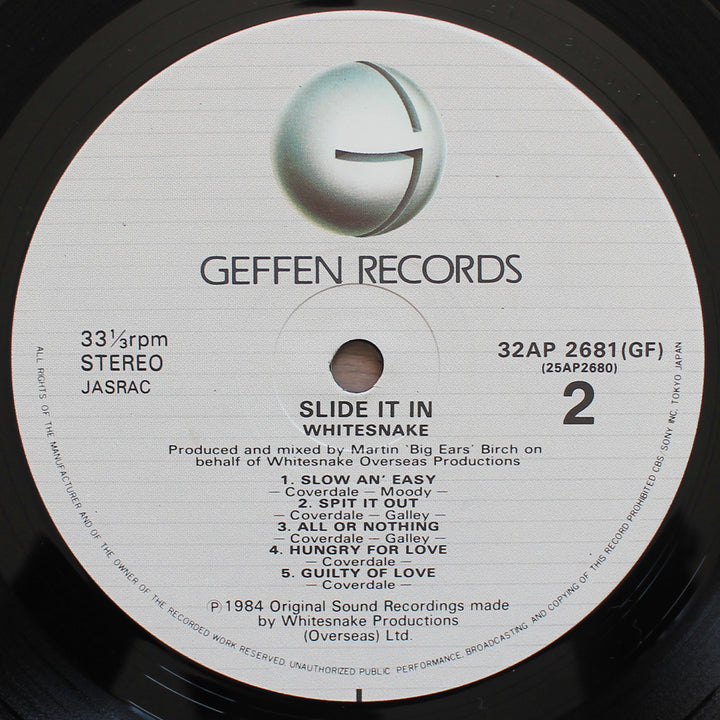 GEFFEN RECORDS
33⅓rpm
STEREO
JASRAC
32AP 2681(GF)
(25AP2680)
2
SLIDE IT IN
WHITESNAKE
Produced and mixed by Martin 'Big Ears' Birch on
behalf of Whitesnake Overseas Productions
1. SLOW AN' EASY
— Coverdale — Moody —
2. SPIT IT OUT
— Coverdale — Galley —
3. ALL OR NOTHING
— Coverdale — Galley —
4. HUNGRY FOR LOVE
— Coverdale —
5. GUILTY OF LOVE
— Coverdale —
℗1984 Original Sound Recordings made
by Whitesnake Productions
(Overseas) Ltd.
ALL RIGHTS OF THE MANUFACTURER AND OF THE OWNER OF THE RECORDED WORK RESERVED. UNAUTHORIZED PUBLIC PERFORMANCE, BROADCASTING AND COPYING OF THIS RECORD PROHIBITED CBS/SONY INC. TOKYO JAPAN